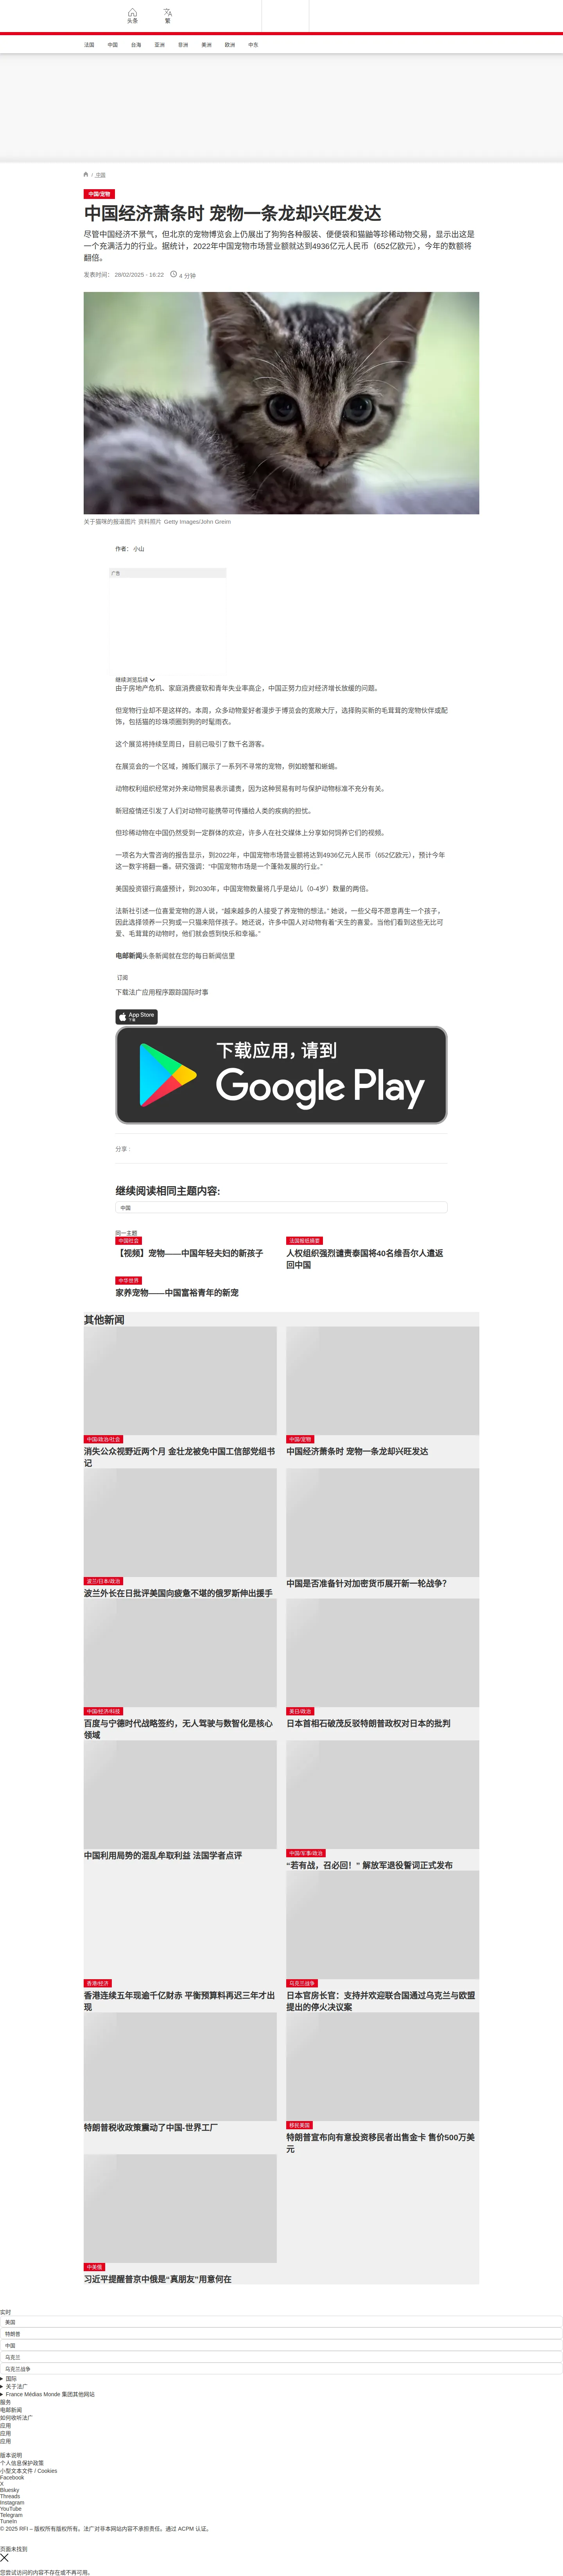 头条
繁
法国
中国
台海
亚洲
非洲
美洲
欧洲
中东
/ 中国
中国/宠物
中国经济萧条时 宠物一条龙却兴旺发达
尽管中国经济不景气，但北京的宠物博览会上仍展出了狗狗各种服装、便便袋和猫鼬等珍稀动物交易，显示出这是
一个充满活力的行业。据统计，2022年中国宠物市场营业额就达到4936亿元人民币（652亿欧元），今年的数额将
翻倍。
发表时间： 28/02/2025 - 16:22
4 分钟
关于猫咪的报道图片 资料照片 Getty Images/John Greim
作者： 小山
广告
继续浏览后续
由于房地产危机、家庭消费疲软和青年失业率高企，中国正努力应对经济增长放缓的问题。
但宠物行业却不是这样的。本周，众多动物爱好者漫步于博览会的宽敞大厅，选择购买新的毛茸茸的宠物伙伴或配
饰，包括猫的珍珠项圈到狗的时髦雨衣。
这个展览将持续至周日，目前已吸引了数千名游客。
在展览会的一个区域，摊贩们展示了一系列不寻常的宠物，例如螃蟹和蜥蜴。
动物权利组织经常对外来动物贸易表示谴责，因为这种贸易有时与保护动物标准不充分有关。
新冠疫情还引发了人们对动物可能携带可传播给人类的疾病的担忧。
但珍稀动物在中国仍然受到一定群体的欢迎，许多人在社交媒体上分享如何饲养它们的视频。
一项名为大雪咨询的报告显示，到2022年，中国宠物市场营业额将达到4936亿元人民币（652亿欧元），预计今年
这一数字将翻一番。研究强调：“中国宠物市场是一个蓬勃发展的行业。”
美国投资银行高盛预计，到2030年，中国宠物数量将几乎是幼儿（0-4岁）数量的两倍。
法新社引述一位喜爱宠物的游人说，“越来越多的人接受了养宠物的想法。” 她说，一些父母不愿意再生一个孩子，
因此选择领养一只狗或一只猫来陪伴孩子。她还说，许多中国人对动物有着“天生的喜爱。当他们看到这些无比可
爱、毛茸茸的动物时，他们就会感到快乐和幸福。”
电邮新闻头条新闻就在您的每日新闻信里
订阅
下载法广应用程序跟踪国际时事
App Store
下载
下载应用，请到
Google Play
分享 :
继续阅读相同主题内容:
中国
同一主题
中国社会
【视频】宠物——中国年轻夫妇的新孩子
法国报纸摘要
人权组织强烈谴责泰国将40名维吾尔人遣返
回中国
中华世界
家养宠物——中国富裕青年的新宠
其他新闻
中国/政治/社会
消失公众视野近两个月 金壮龙被免中国工信部党组书
记
中国/宠物
中国经济萧条时 宠物一条龙却兴旺发达
波兰/日本/政治
波兰外长在日批评美国向疲惫不堪的俄罗斯伸出援手
中国是否准备针对加密货币展开新一轮战争？
中国/经济/科技
百度与宁德时代战略签约，无人驾驶与数智化是核心
领域
美日/政治
日本首相石破茂反驳特朗普政权对日本的批判
中国利用局势的混乱牟取利益 法国学者点评
中国/军事/政治
“若有战，召必回！” 解放军退役誓词正式发布
香港/经济
香港连续五年现逾千亿财赤 平衡预算料再迟三年才出
现
乌克兰战争
日本官房长官：支持并欢迎联合国通过乌克兰与欧盟
提出的停火决议案
特朗普税收政策震动了中国-世界工厂
移民美国
特朗普宣布向有意投资移民者出售金卡 售价500万美
元
中美俄
习近平提醒普京中俄是“真朋友”用意何在
实时
美国
特朗普
中国
乌克兰
乌克兰战争
国际
关于法广
France Médias Monde 集团其他网站
服务
电邮新闻
如何收听法广
应用
应用
应用
版本说明
个人信息保护政策
小型文本文件 / Cookies
Facebook
X
Bluesky
Threads
Instagram
YouTube
Telegram
TuneIn
© 2025 RFI – 版权所有版权所有。法广对非本网站内容不承担责任。通过 ACPM 认证。
页面未找到
您尝试访问的内容不存在或不再可用。